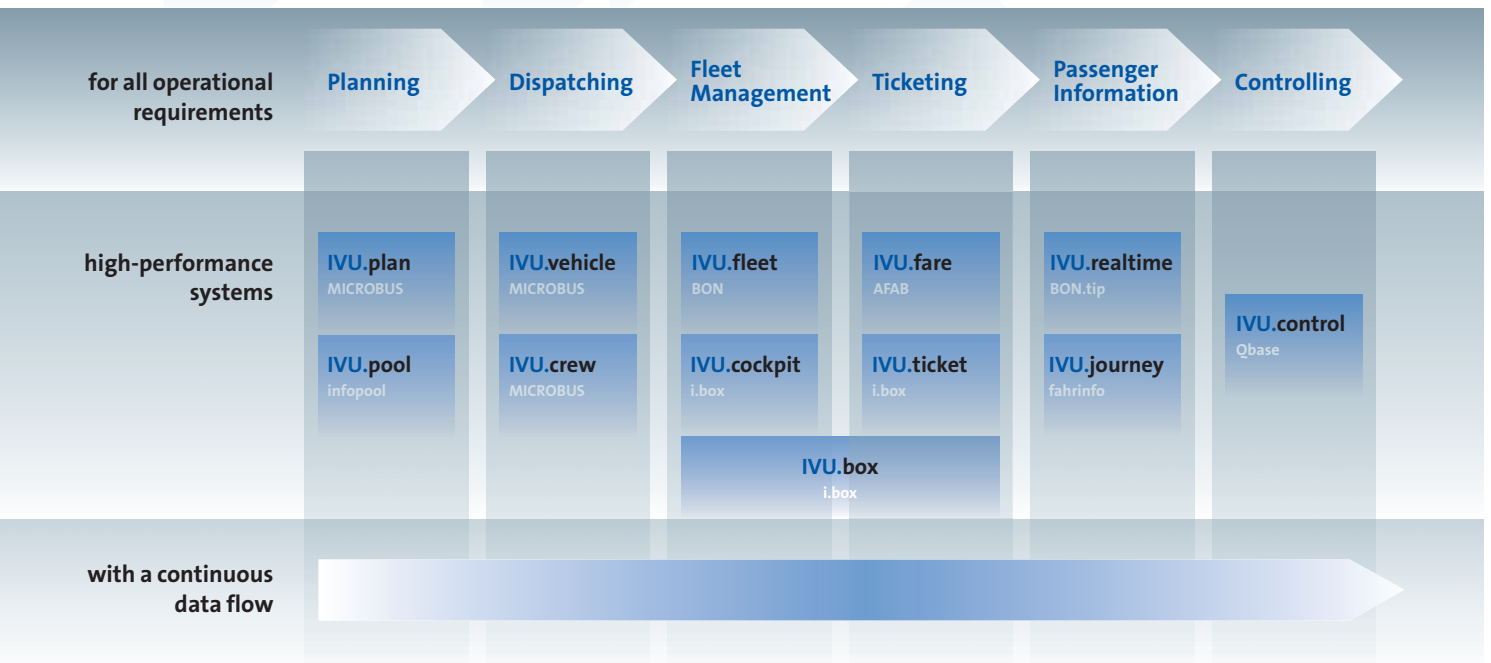 for all operational
requirements
Planning
Dispatching
Fleet
Management
Ticketing
Passenger
Information
Controlling
high-performance
systems
IVU.plan
MICROBUS
IVU.vehicle
MICROBUS
IVU.fleet
BON
IVU.fare
AFAB
IVU.realtime
BON.tip
IVU.control
Qbase
IVU.pool
infopool
IVU.crew
MICROBUS
IVU.cockpit
i.box
IVU.ticket
i.box
IVU.journey
fahrinfo
IVU.box
i.box
with a continuous
data flow